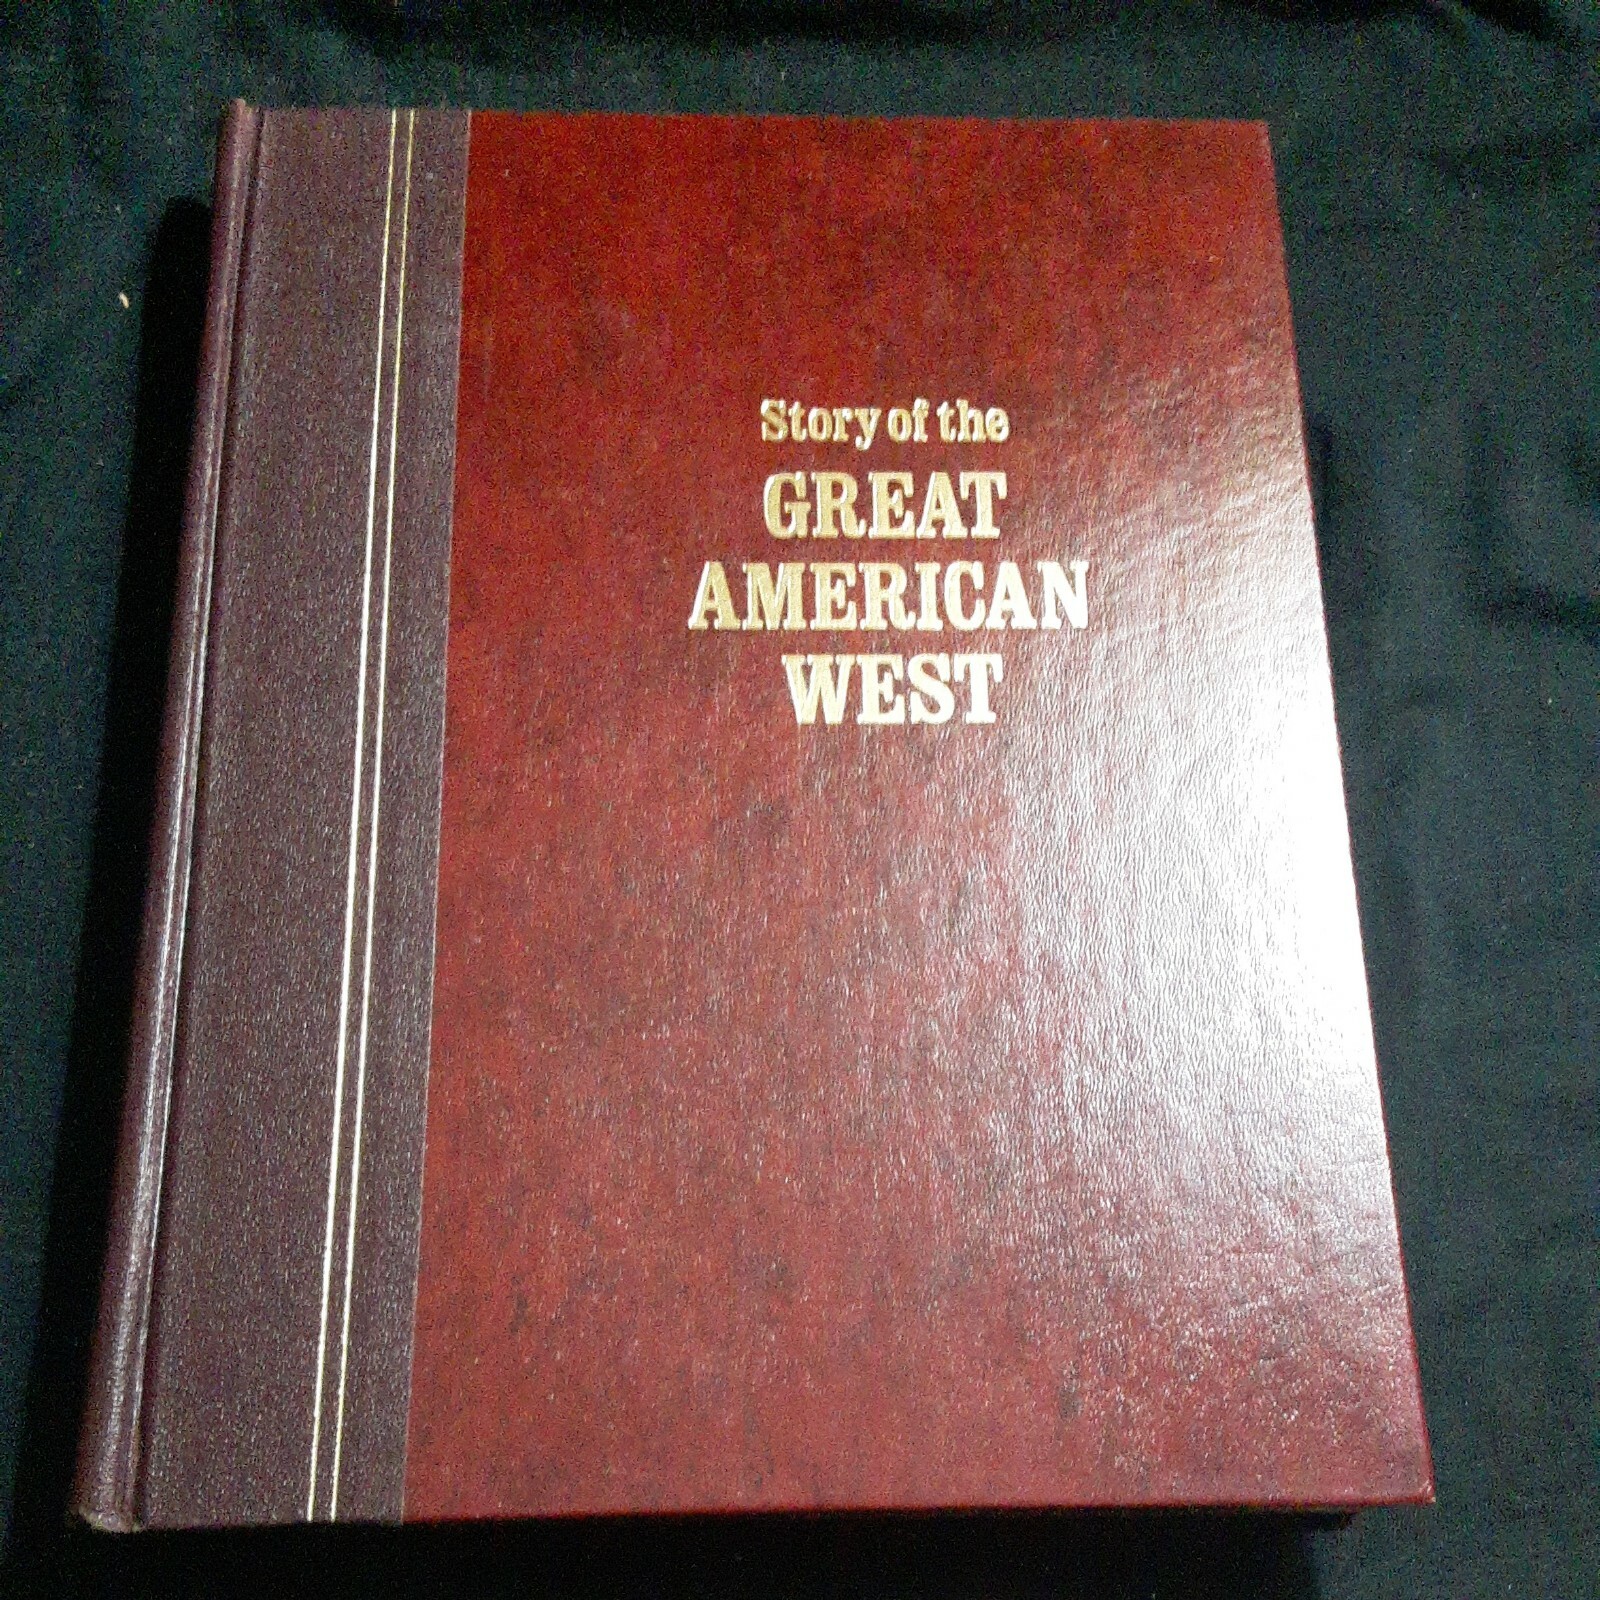 Story of the
GREAT
AMERICAN
WEST